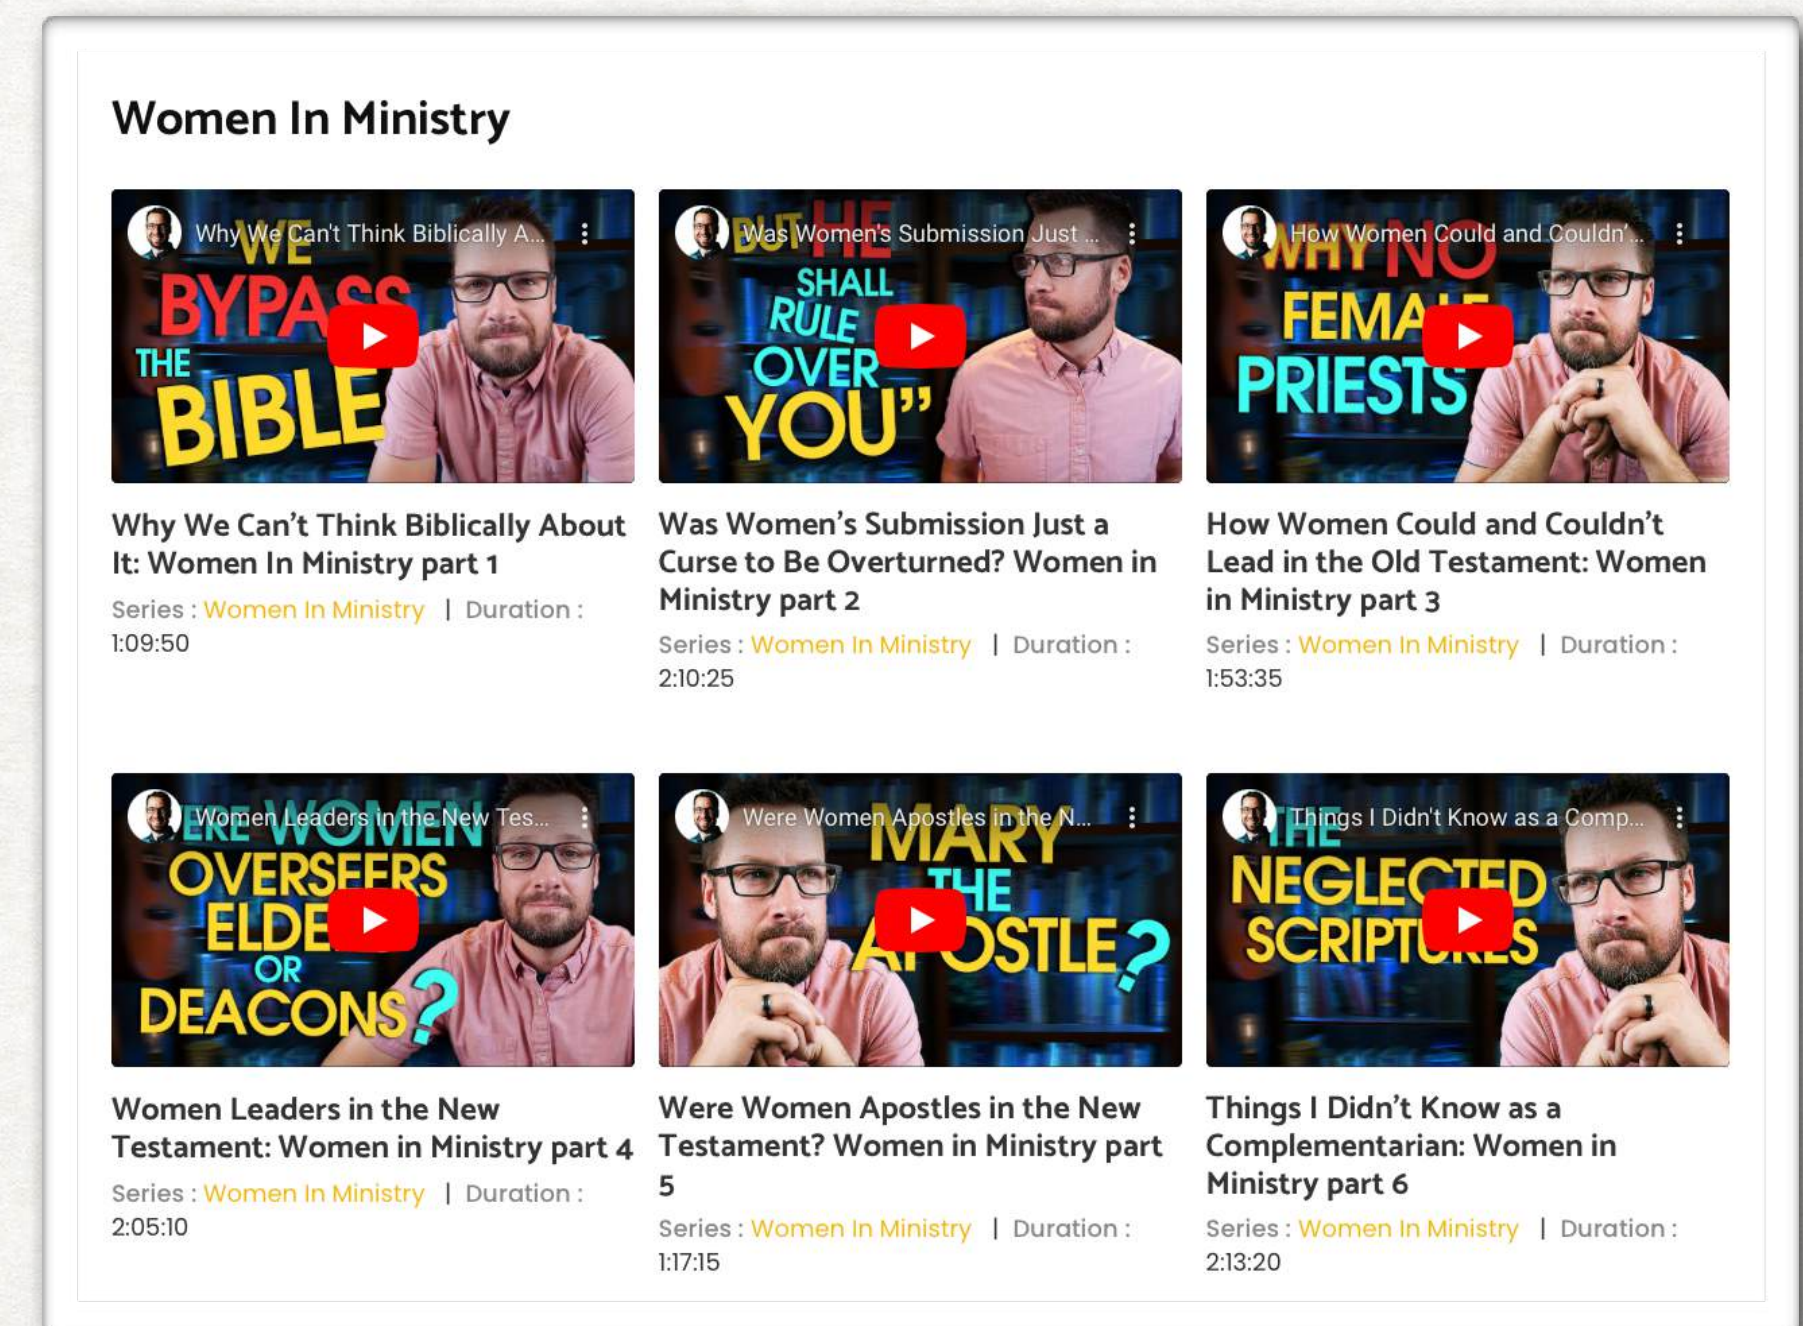 Women In Ministry
Why We Can't Think Biblically A...
WE
BYPASS
THE
BIBLE
Why We Can't Think Biblically About
It: Women In Ministry part 1
Series : Women In Ministry | Duration :
1:09:50
Was Women's Submission Just ...
BUT HE
SHALL
RULE
OVER
YOU”
Was Women's Submission Just a
Curse to Be Overturned? Women in
Ministry part 2
Series : Women In Ministry | Duration :
2:10:25
How Women Could and Couldn'...
WHY NO
FEMALE
PRIESTS
How Women Could and Couldn't
Lead in the Old Testament: Women
in Ministry part 3
Series : Women In Ministry | Duration :
1:53:35
Women Leaders in the New Tes...
WERE WOMEN
OVERSEERS
ELDERS
OR
DEACONS?
Women Leaders in the New
Testament: Women in Ministry part 4
Series : Women In Ministry | Duration :
2:05:10
Were Women Apostles in the N...
MARY
THE
APOSTLE?
Were Women Apostles in the New
Testament? Women in Ministry part
5
Series : Women In Ministry | Duration :
1:17:15
Things I Didn't Know as a Comp...
THE
NEGLECTED
SCRIPTURES
Things I Didn't Know as a
Complementarian: Women in
Ministry part 6
Series : Women In Ministry | Duration :
2:13:20